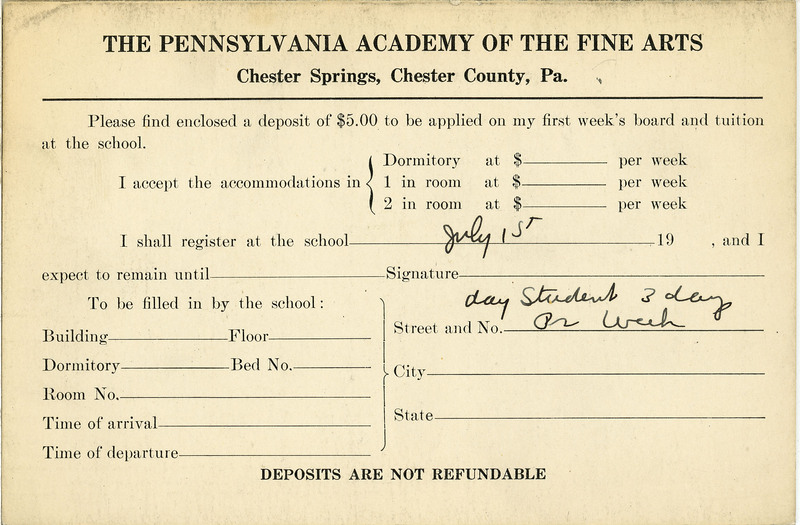 THE PENNSYLVANIA ACADEMY OF THE FINE ARTS
Chester Springs, Chester County, Pa.
Please find enclosed a deposit of $5.00 to be applied on my first week's board and tuition
at the school.
I accept the accommodations in { Dormitory at $ per week
1 in room at $ per week
2 in room at $ per week
I shall register at the school July 1st 19 , and I
expect to remain until Signature
day Student 3 days
To be filled in by the school:
Street and No. Pr Week
Building Floor
Dormitory Bed No.
City
Room No.
State
Time of arrival
Time of departure
DEPOSITS ARE NOT REFUNDABLE